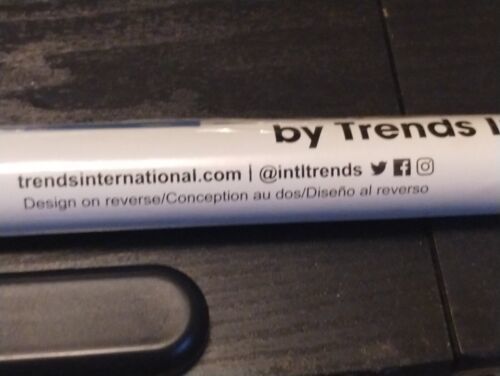 by Trends
trendsinternational.com | @intltrends
Design on reverse/Conception au dos/Diseño al reverso